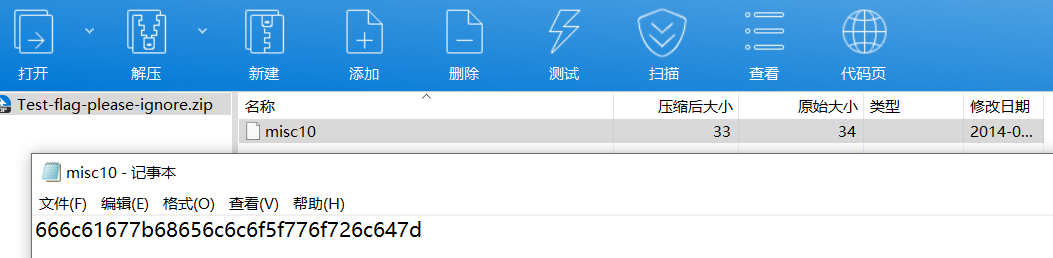 打开 解压 新建 添加 删除 测试 扫描 查看 代码页
Test-flag-please-ignore.zip
名称 压缩后大小 原始大小 类型 修改日期
misc10 33 34 2014-0...
misc10 - 记事本
文件(F) 编辑(E) 格式(O) 查看(V) 帮助(H)
666c61677b68656c6c6f5f776f726c647d